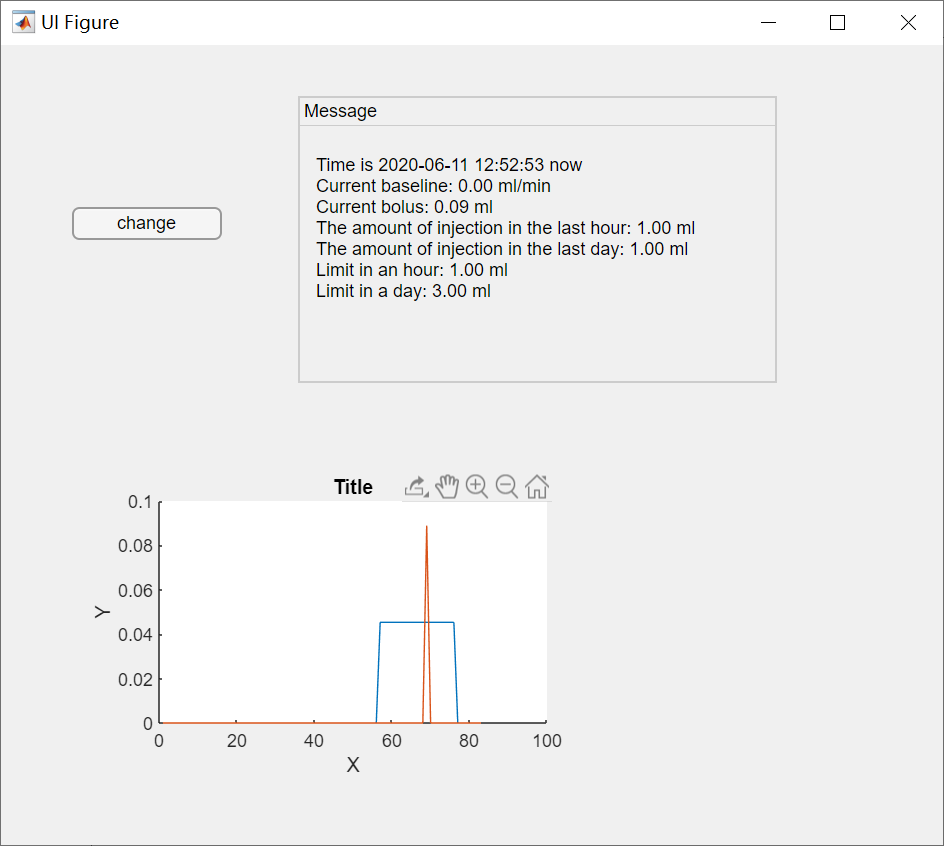 UI Figure
Message
Time is 2020-06-11 12:52:53 now
Current baseline: 0.00 ml/min
Current bolus: 0.09 ml
The amount of injection in the last hour: 1.00 ml
The amount of injection in the last day: 1.00 ml
Limit in an hour: 1.00 ml
Limit in a day: 3.00 ml
change
Title
0.1
0.08
0.06
0.04
0.02
0
Y
0 20 40 60 80 100
X